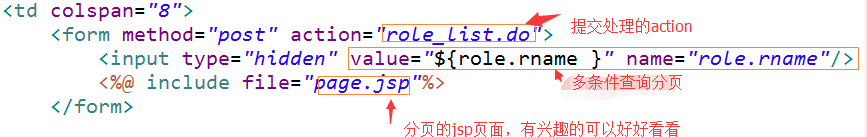 <td colspan="8">
<form method="post" action="role_list.do">
提交处理的action
<input type="hidden" value="${role.rname }" name="role.rname"/>
<%@ include file="page.jsp"%>
多条件查询分页
</form>
分页的jsp页面，有兴趣的可以好好看看